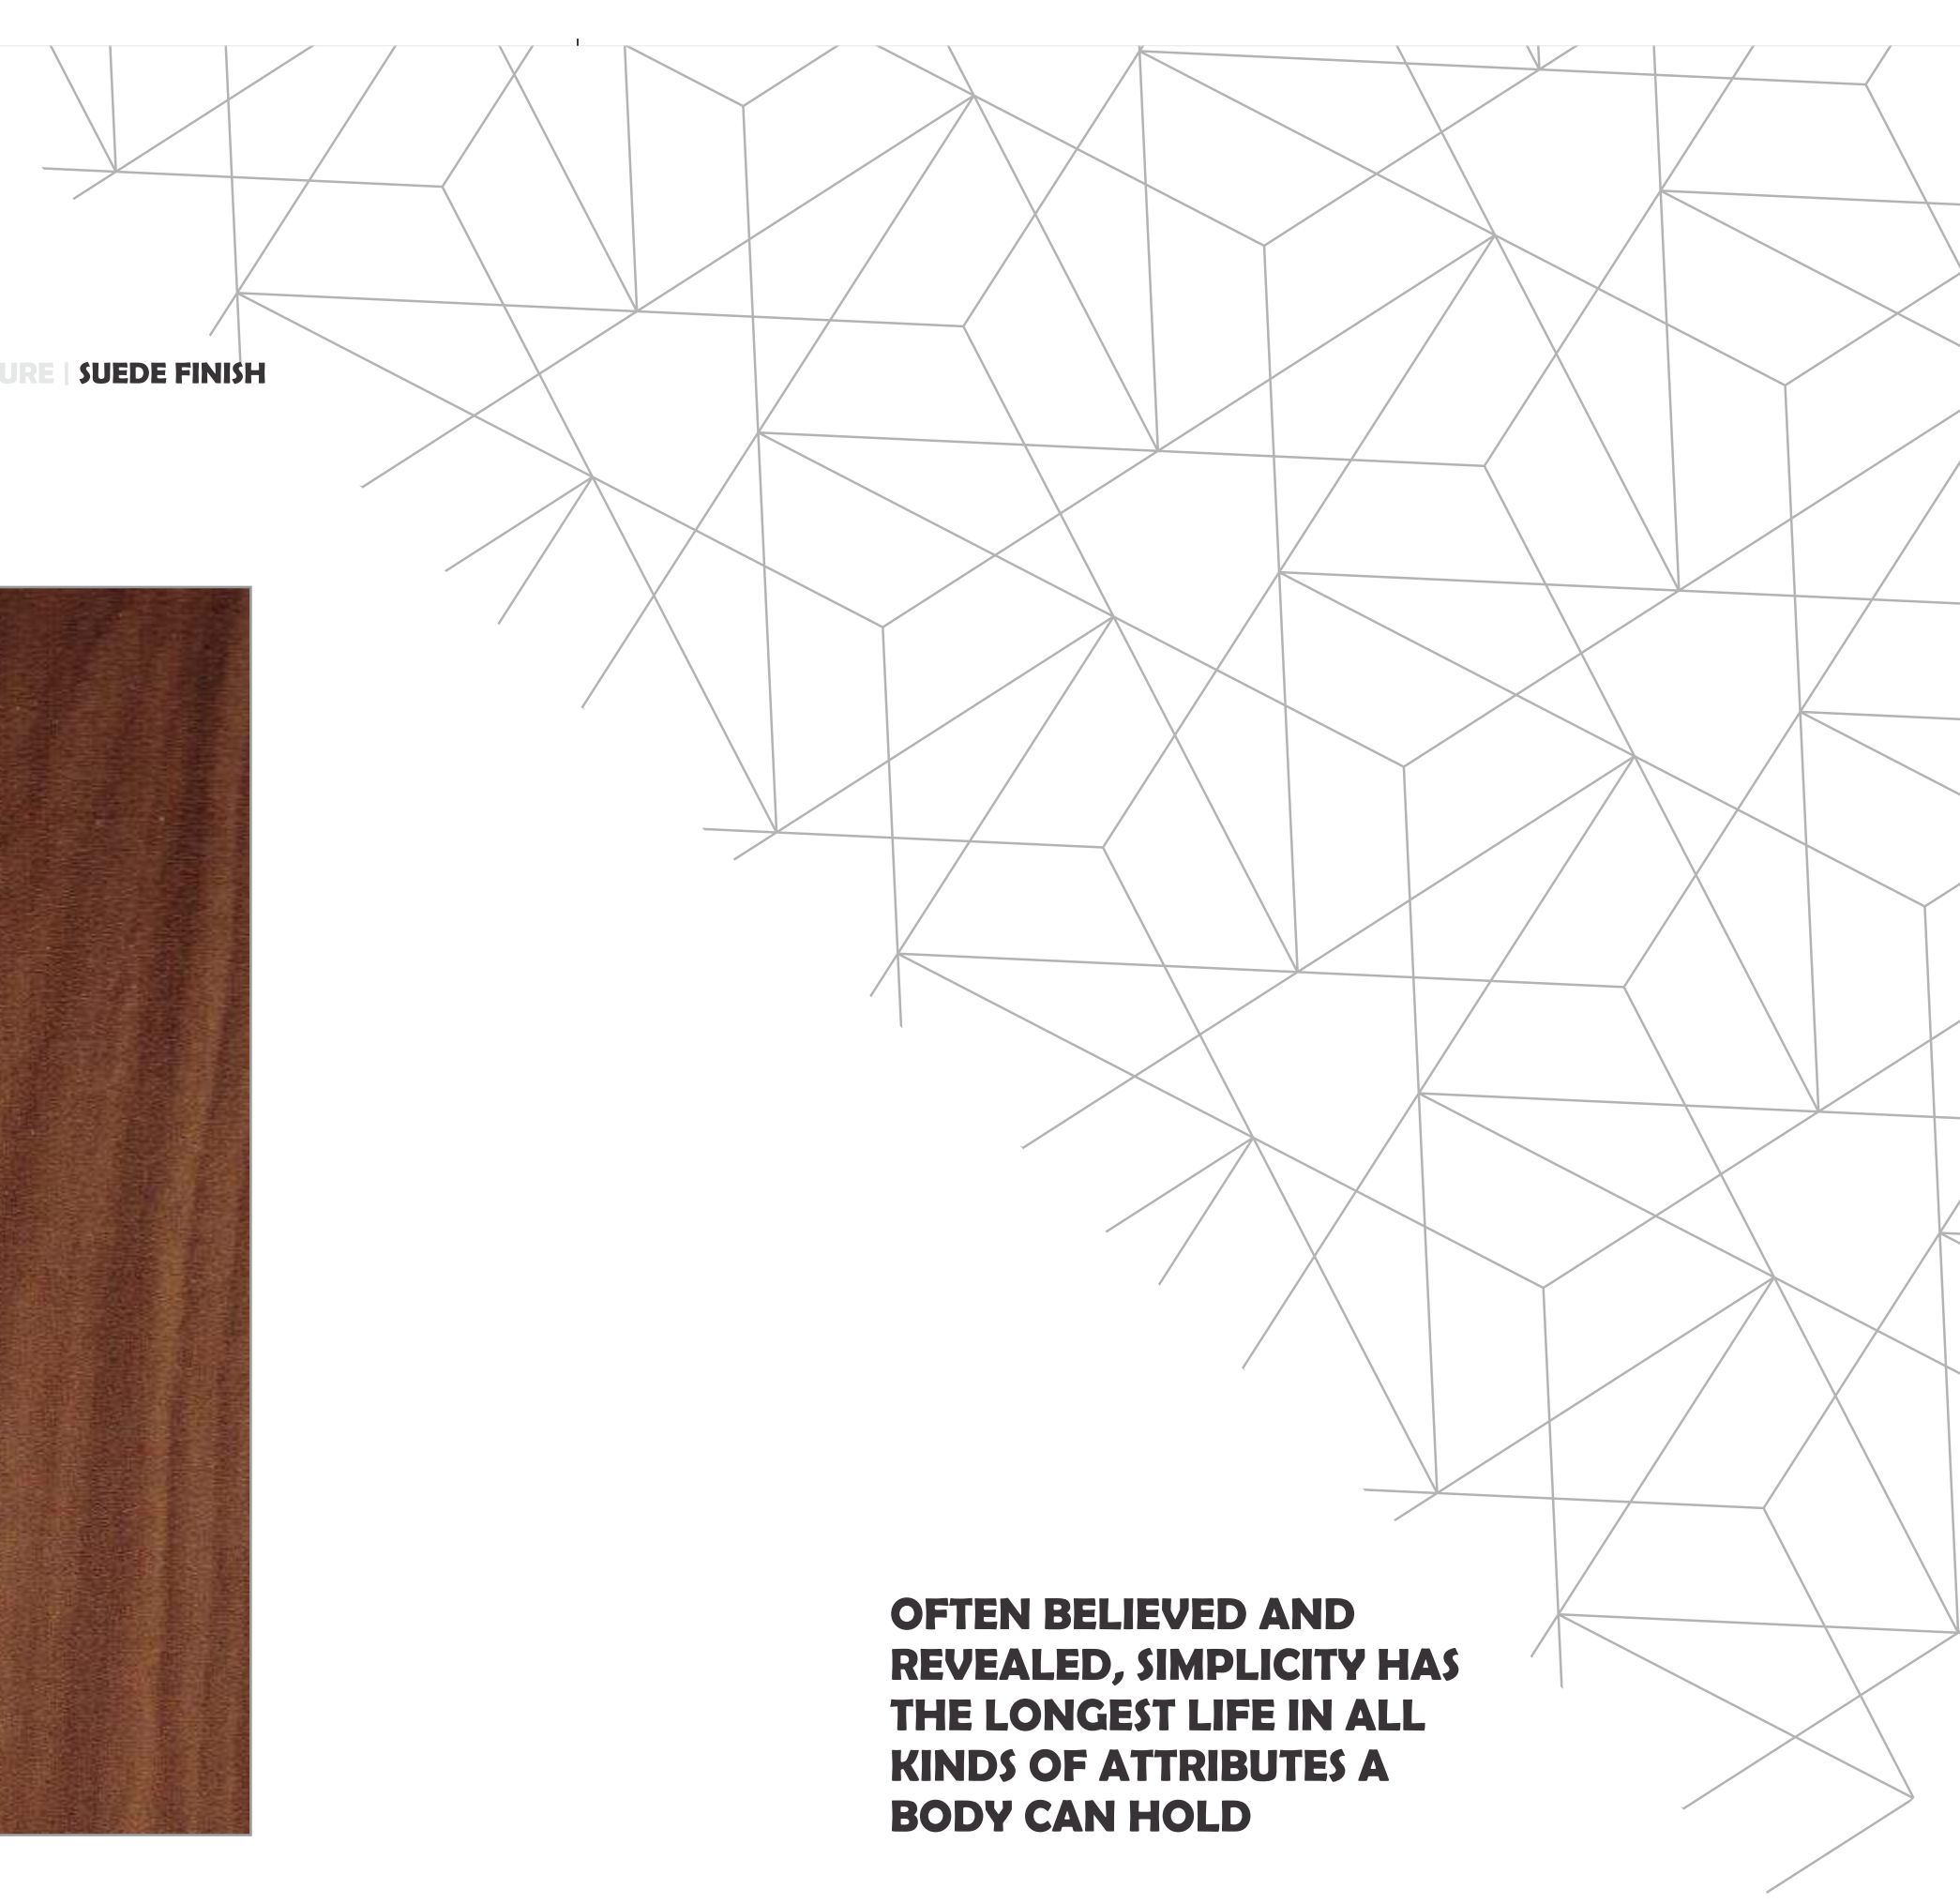 URE | SUEDE FINISH
OFTEN BELIEVED AND
REVEALED, SIMPLICITY HAS
THE LONGEST LIFE IN ALL
KINDS OF ATTRIBUTES A
BODY CAN HOLD